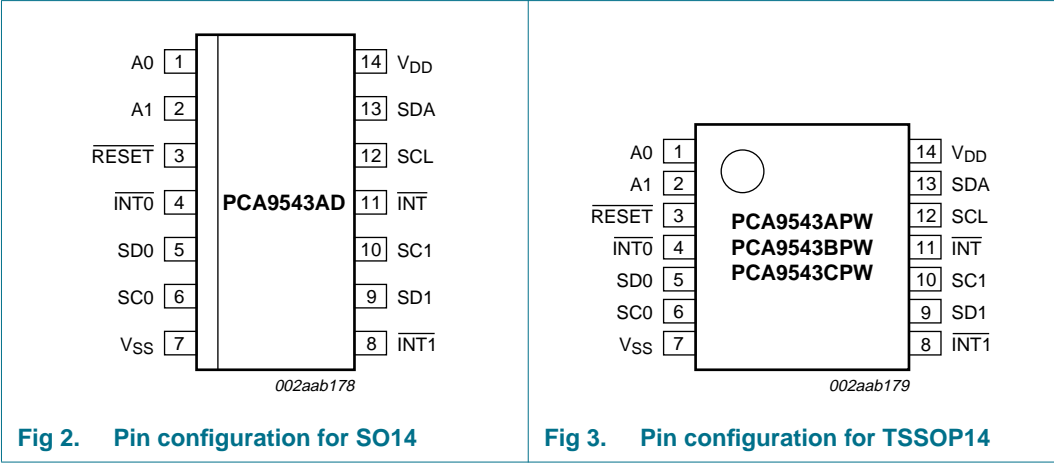 A0 1 14 VDD
A1 2 13 SDA
RESET 3 12 SCL
INT0 4 PCA9543AD 11 INT
SD0 5 10 SC1
SC0 6 9 SD1
VSS 7 8 INT1
002aab178
Fig 2. Pin configuration for SO14
A0 1 14 VDD
A1 2 13 SDA
RESET 3 PCA9543APW 12 SCL
INT0 4 PCA9543BPW 11 INT
SD0 5 PCA9543CPW 10 SC1
SC0 6 9 SD1
VSS 7 8 INT1
002aab179
Fig 3. Pin configuration for TSSOP14